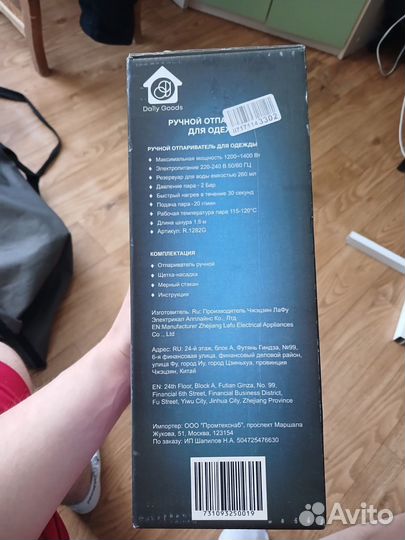 Daily Goods
РУЧНОЙ ОТПАР
ДЛЯ ОДЕЖ
РУЧНОЙ ОТПАРИВАТЕЛЬ ДЛЯ ОДЕЖДЫ
• Максимальная мощность 1200-1400 Вт
• Электропитание 220-240 В.50/60 ГЦ
• Резервуар для воды емкостью 260 мл
• Давление пара - 2 Бар
• Быстрый нагрев в течение 30 секунд
• Подача пара -20 г/мин
• Рабочая температура пара 115-120°C
• Длина шнура 1,8 м
• Артикул: R.1282G
КОМПЛЕКТАЦИЯ
• Отпариватель ручной
• Щетка-насадка
• Мерный стакан
• Инструкция
Изготовитель: Ru: Производитель Чжэцзян ЛаФу
Электрикал Апплайнс Ко., Лтд.
EN:Manufacturer Zhejiang Lafu Electrical Appliances
Co ., Ltd
Адрес: RU: 24-й этаж, блок А, Футянь Гиндза, №99,
6-я финансовая улица, финансовый деловой район,
улица Фу, город Иу, город Цзиньхуа, провинция
Чжэцзян, Китай
EN: 24th Floor, Block A, Futian Ginza, No. 99,
Financial 6th Street, Financial Business District,
Fu Street, Yiwu City, Jinhua City, Zhejiang Province
Импортер: ООО "Промтехснаб", проспект Маршала
Жукова, 51, Москва, 123154
По заказу: ИП Шапилов Н.А. 504725476630
731093250019
Avito